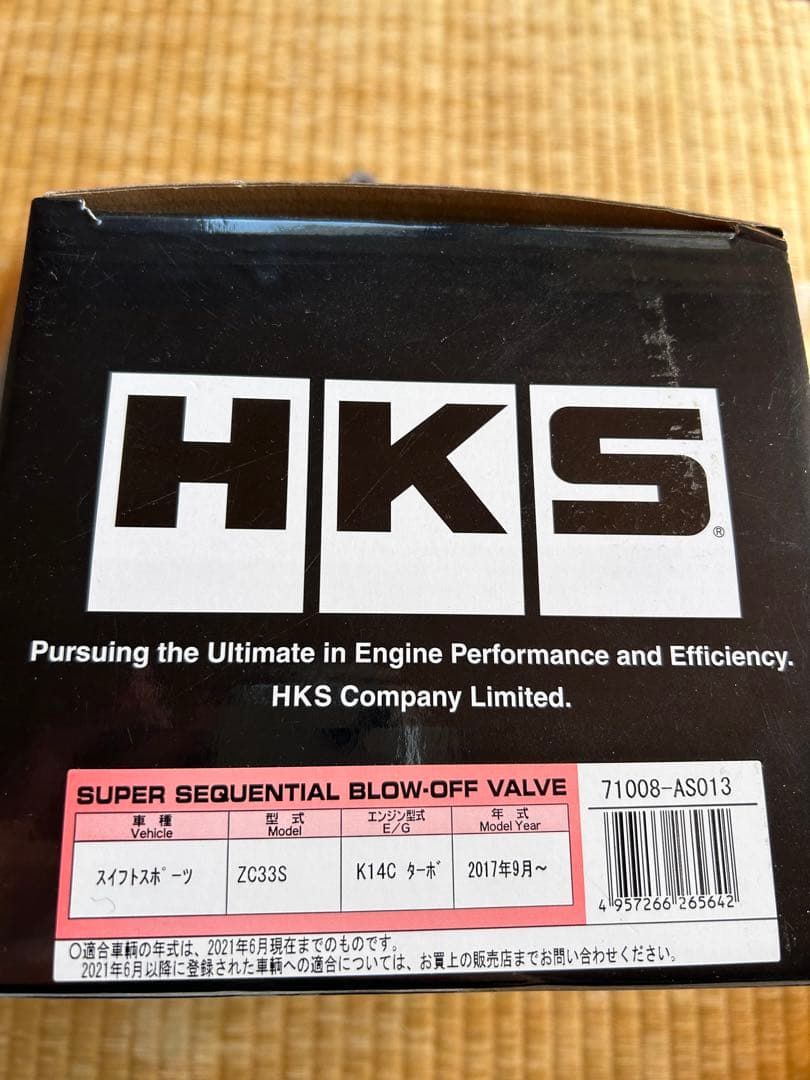 HKS®
Pursuing the Ultimate in Engine Performance and Efficiency.
HKS Company Limited.
SUPER SEQUENTIAL BLOW-OFF VALVE
71008-AS013
車種 型式 エンジン型式 年式
Vehicle Model E/G Model Year
スイフトスポーツ ZC33S K14C ターボ 2017年9月～
4 957266 265642
○適合車輌の年式は、2021年6月現在までのものです。
2021年6月以降に登録された車輌への適合については、お買上の販売店までお問い合わせください。